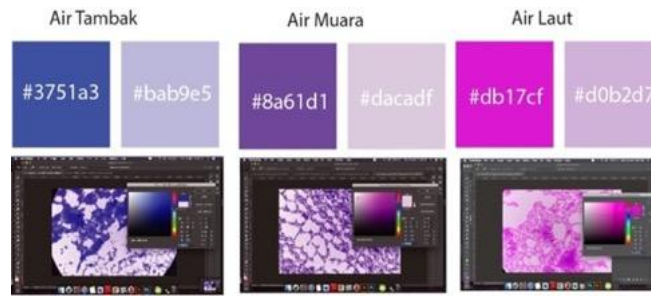 Air Tambak
Air Muara
Air Laut
#3751a3
#bab9e5
#8a61d1
#dacadf
#db17cf
#d0b2d7